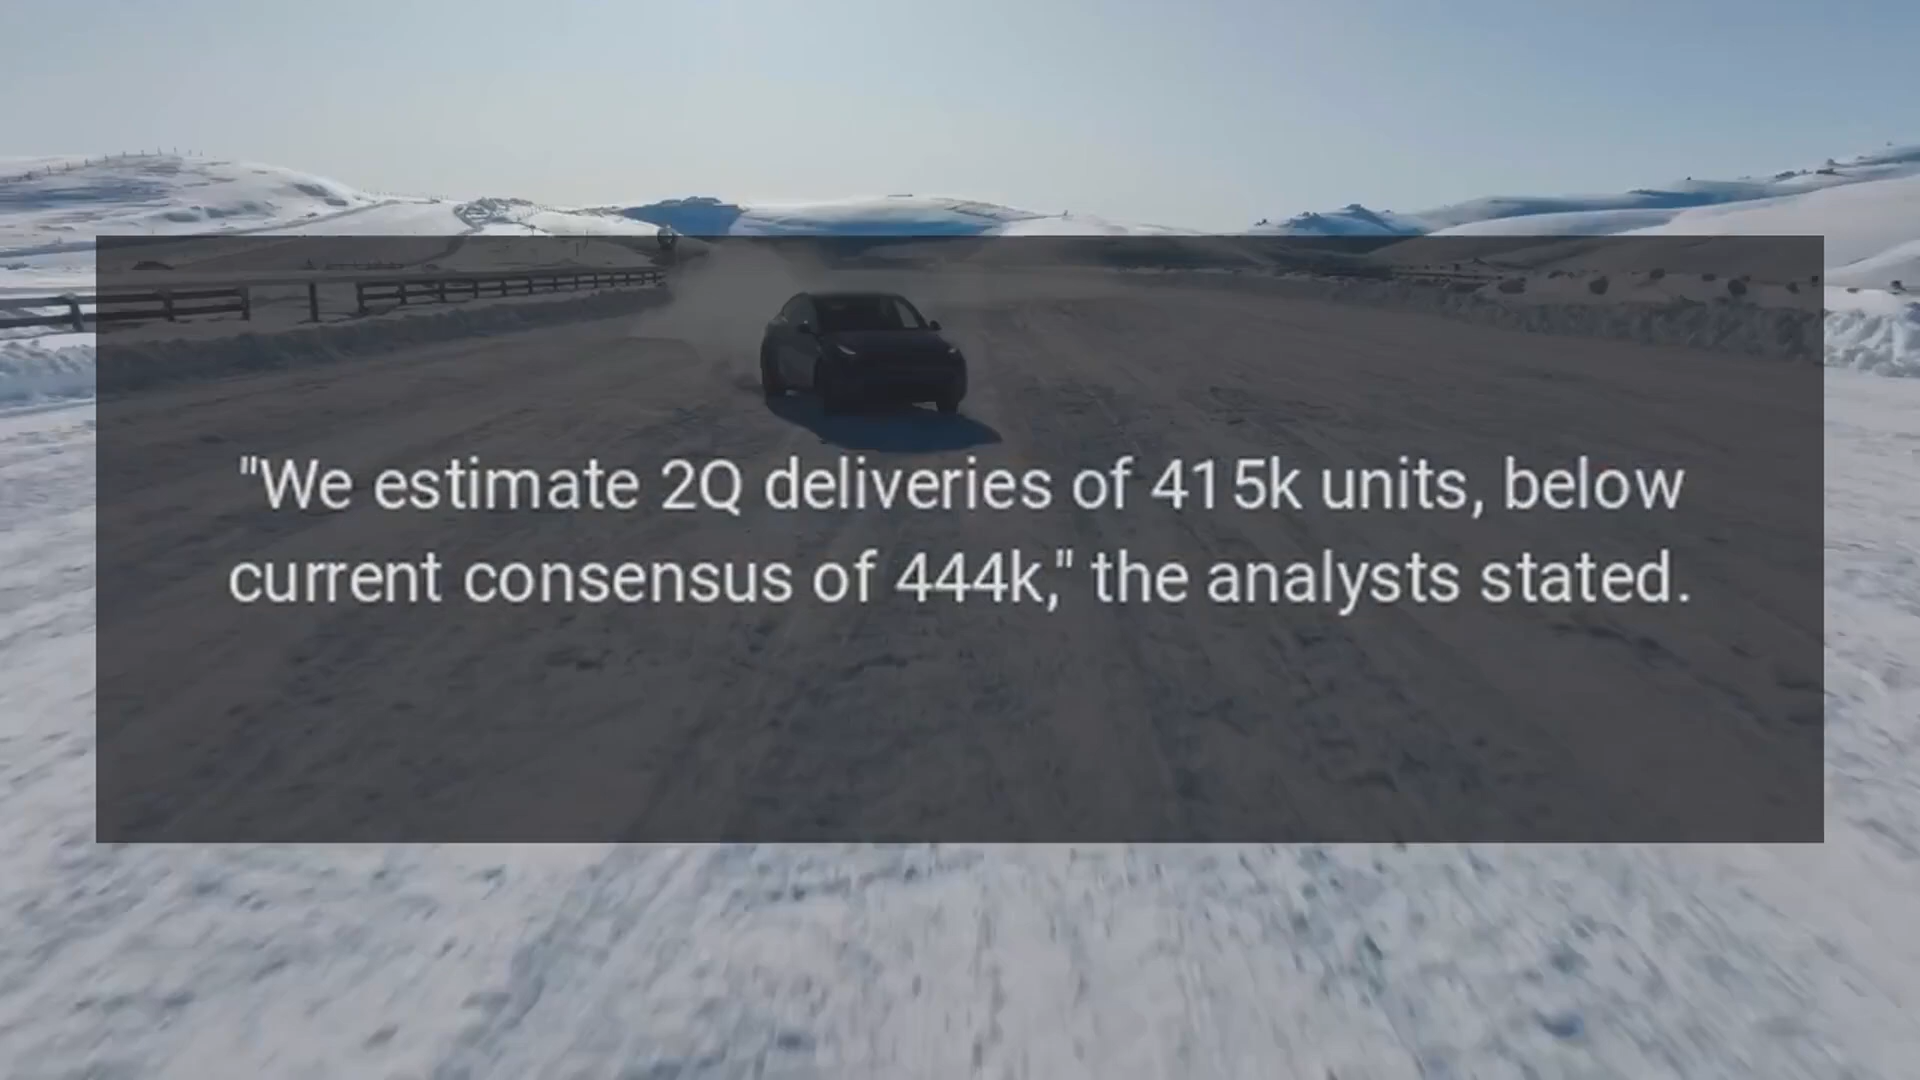 "We estimate 2Q deliveries of 415k units, below
current consensus of 444k," the analysts stated.